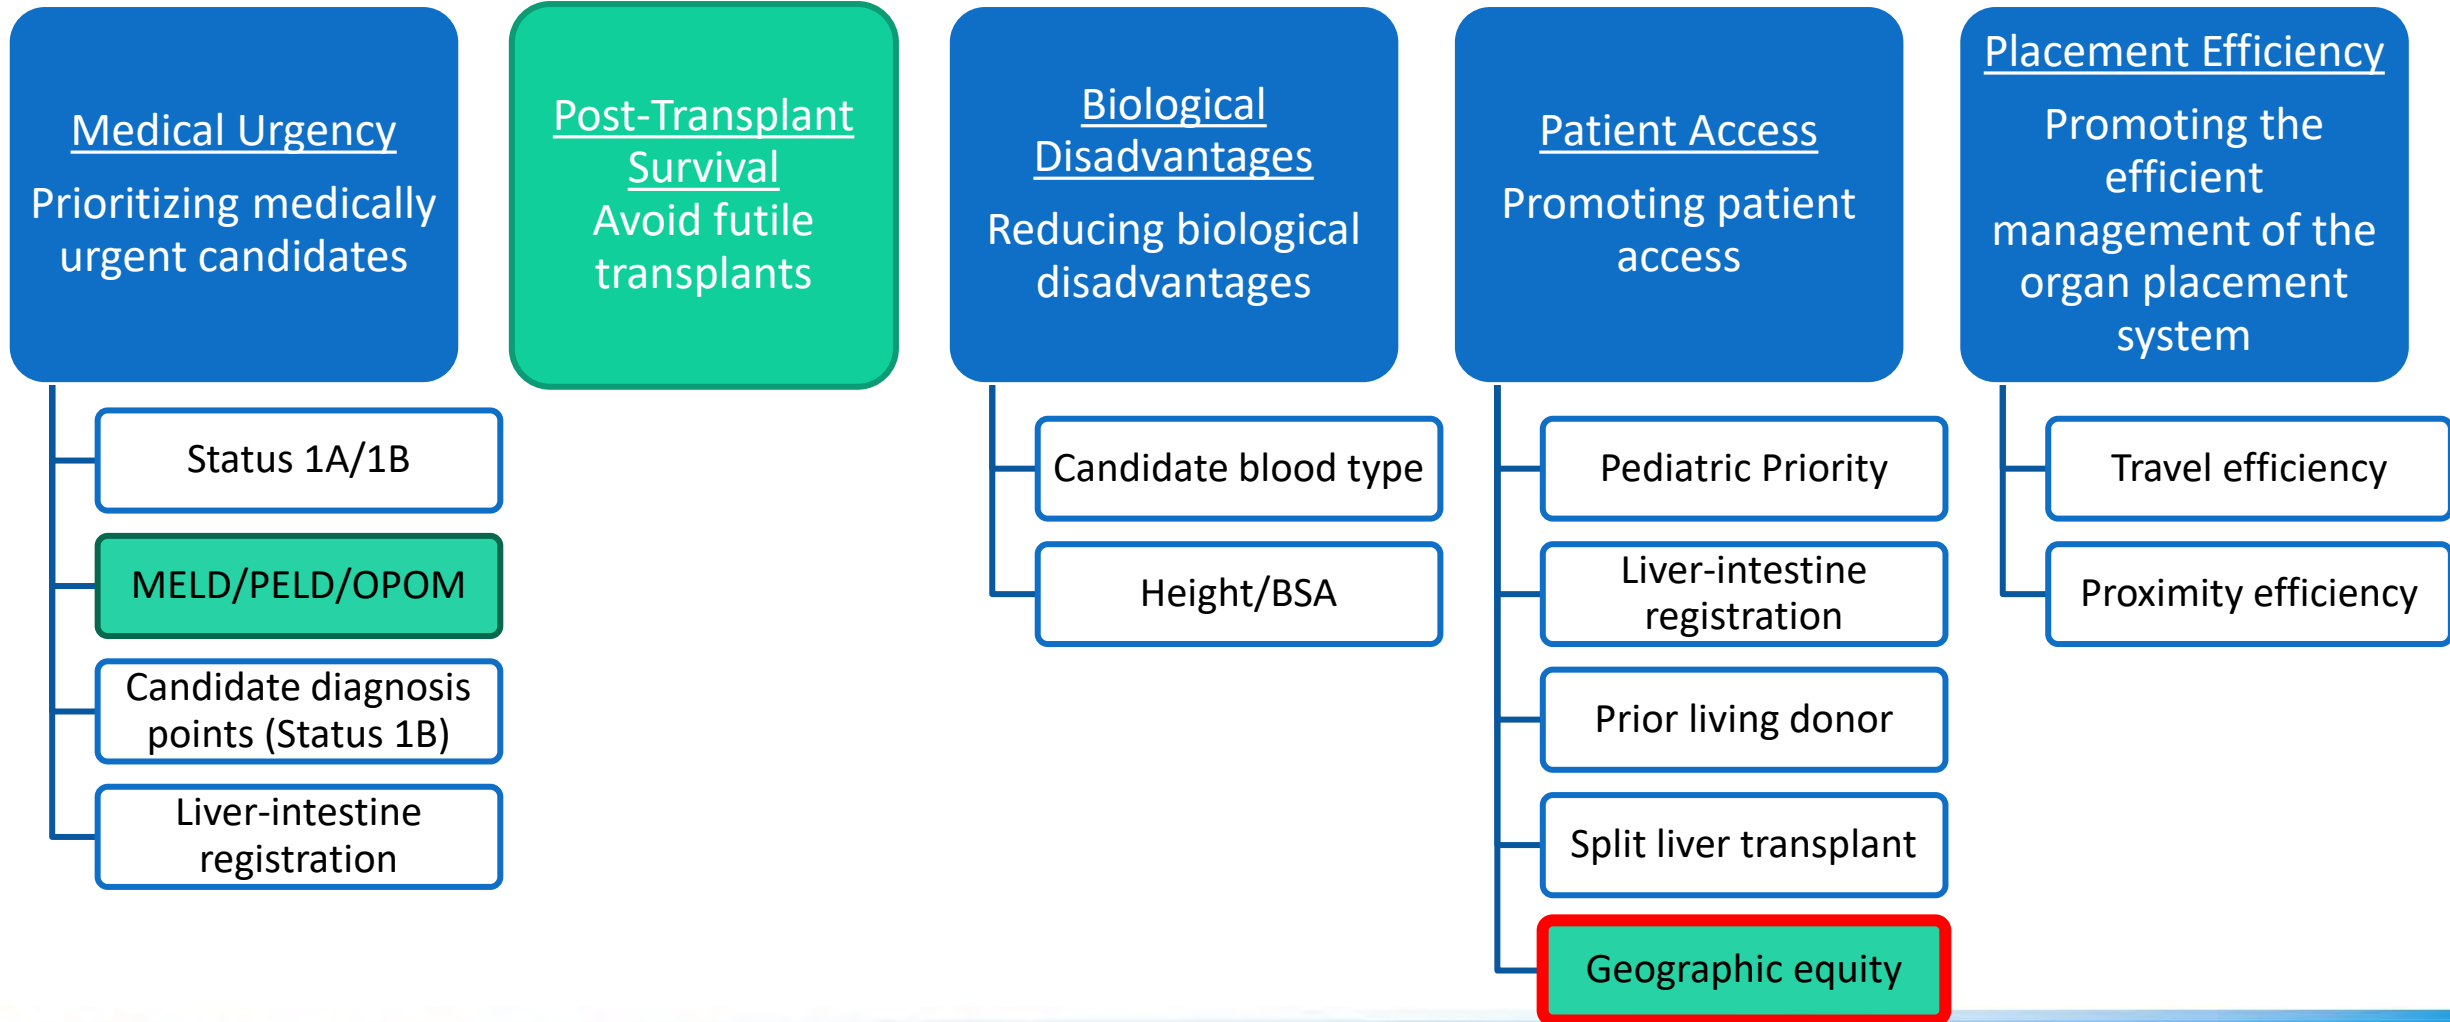 Medical Urgency
Prioritizing medically
urgent candidates
Status 1A/1B
MELD/PELD/OPOM
Candidate diagnosis
points (Status 1B)
Liver-intestine
registration
Post-Transplant
Survival
Avoid futile
transplants
Biological
Disadvantages
Reducing biological
disadvantages
Candidate blood type
Height/BSA
Patient Access
Promoting patient
access
Pediatric Priority
Liver-intestine
registration
Prior living donor
Split liver transplant
Geographic equity
Placement Efficiency
Promoting the
efficient
management of the
organ placement
system
Travel efficiency
Proximity efficiency